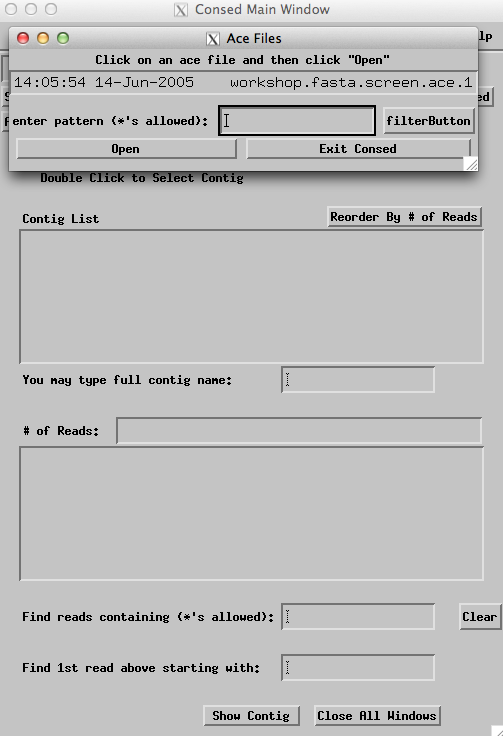 Consed Main Window
Ace Files
Click on an ace file and then click "Open"
14:05:54 14-Jun-2005 workshop.fasta.screen.ace.1
enter pattern (*'s allowed): filterButton
Open Exit Consed
Double Click to Select Contig
Contig List Reorder By # of Reads
You may type full contig name:
# of Reads:
Find reads containing (*'s allowed): Clear
Find 1st read above starting with:
Show Contig Close All Windows